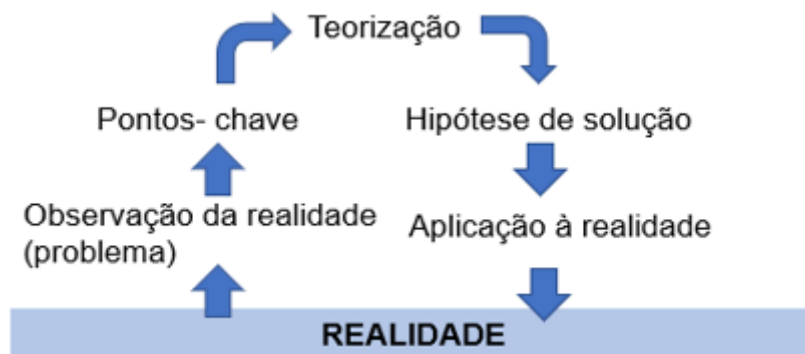 Teorização
Pontos- chave
Hipótese de solução
Observação da realidade
(problema)
Aplicação à realidade
REALIDADE